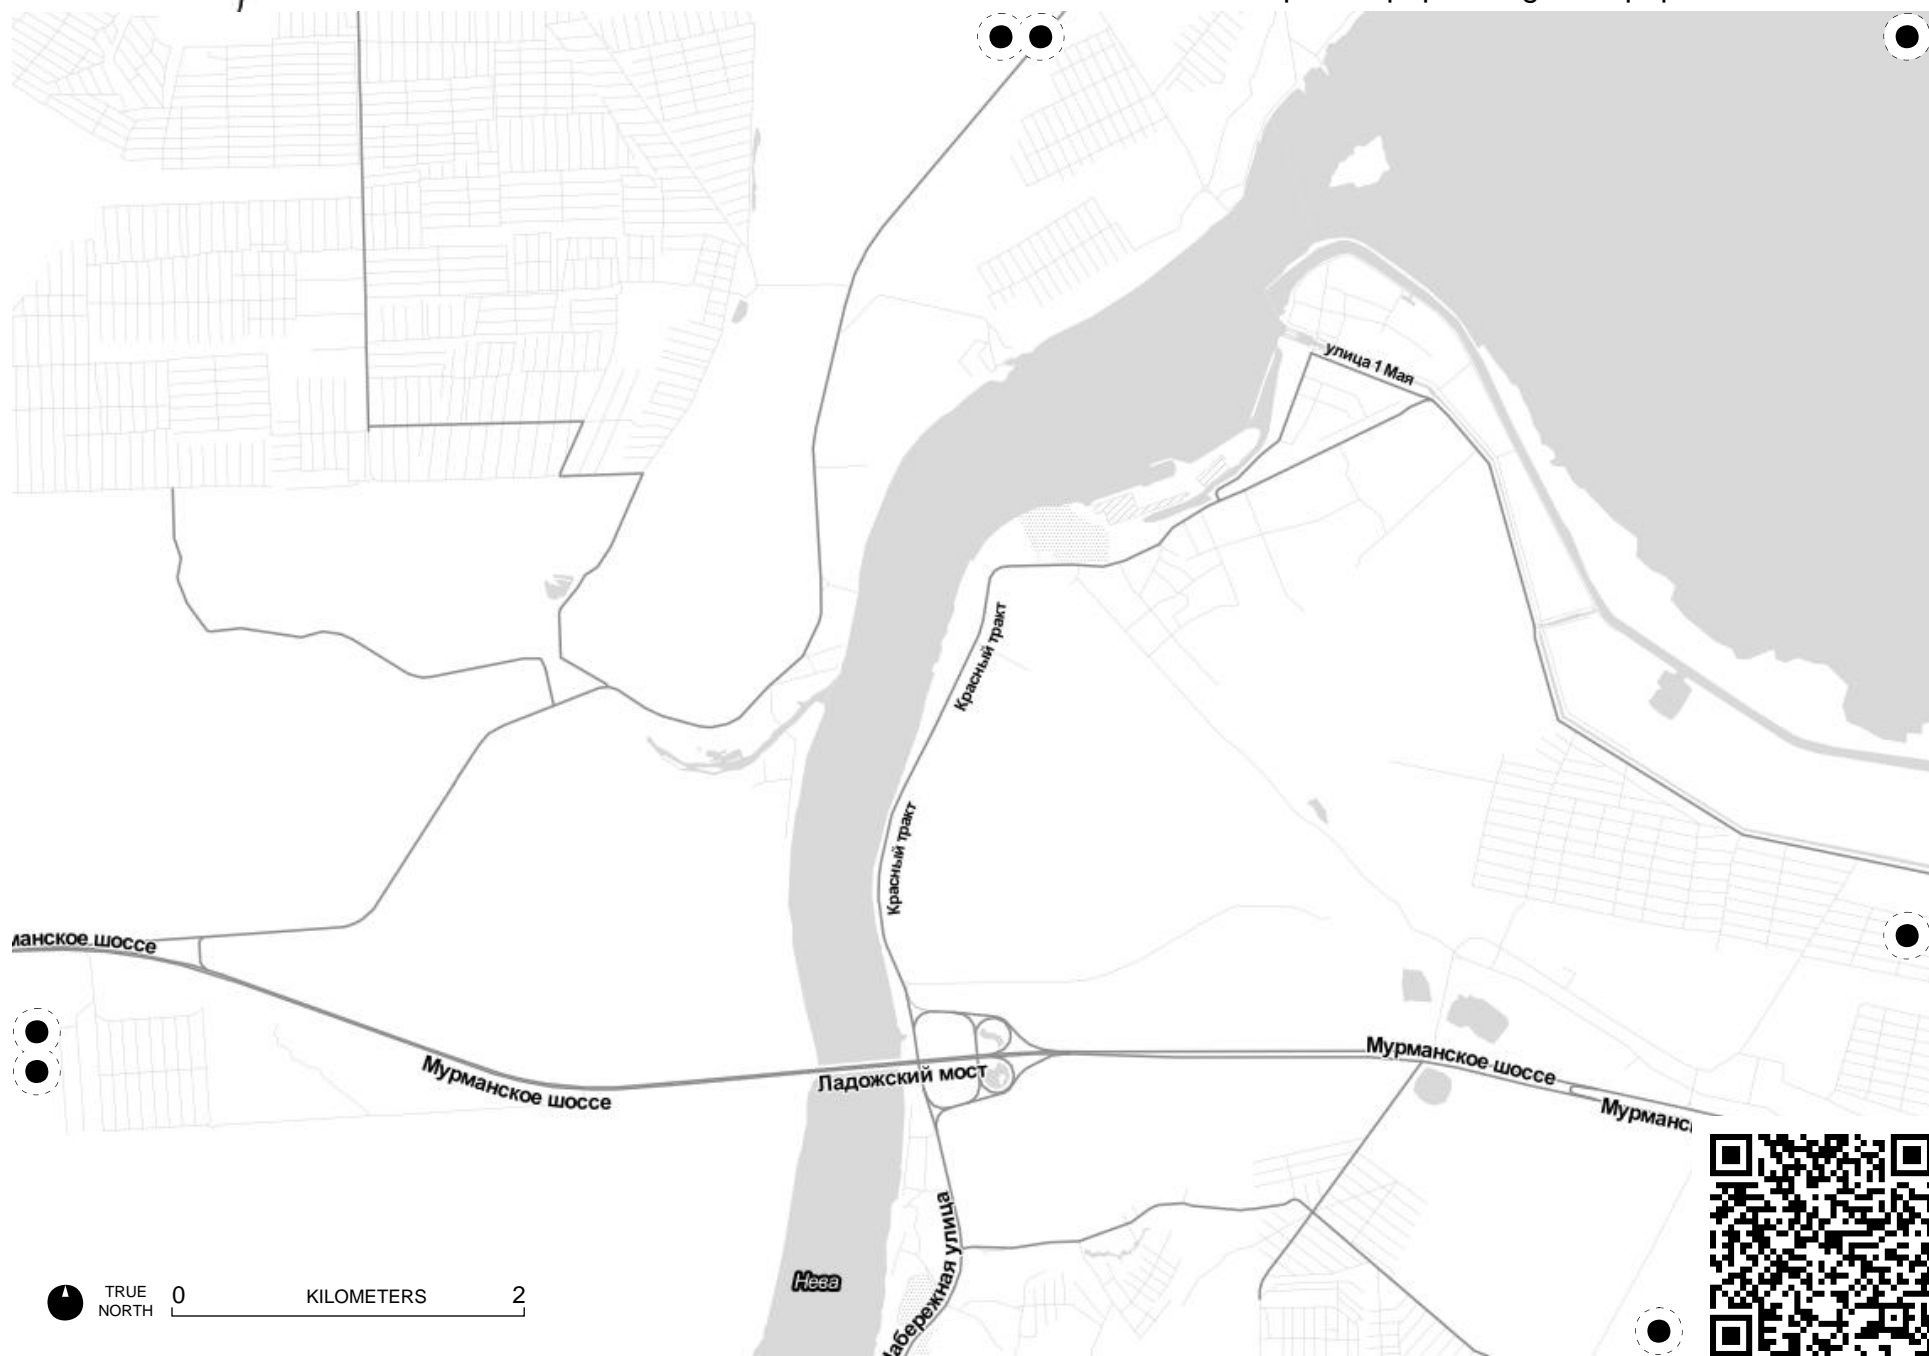 улица 1 Мая
Красный тракт
Красный тракт
манское шоссе
Мурманское шоссе
Ладожский мост
Мурманское шоссе
Мурманс
Набережная улица
Нева
TRUE
NORTH
0 KILOMETERS 2